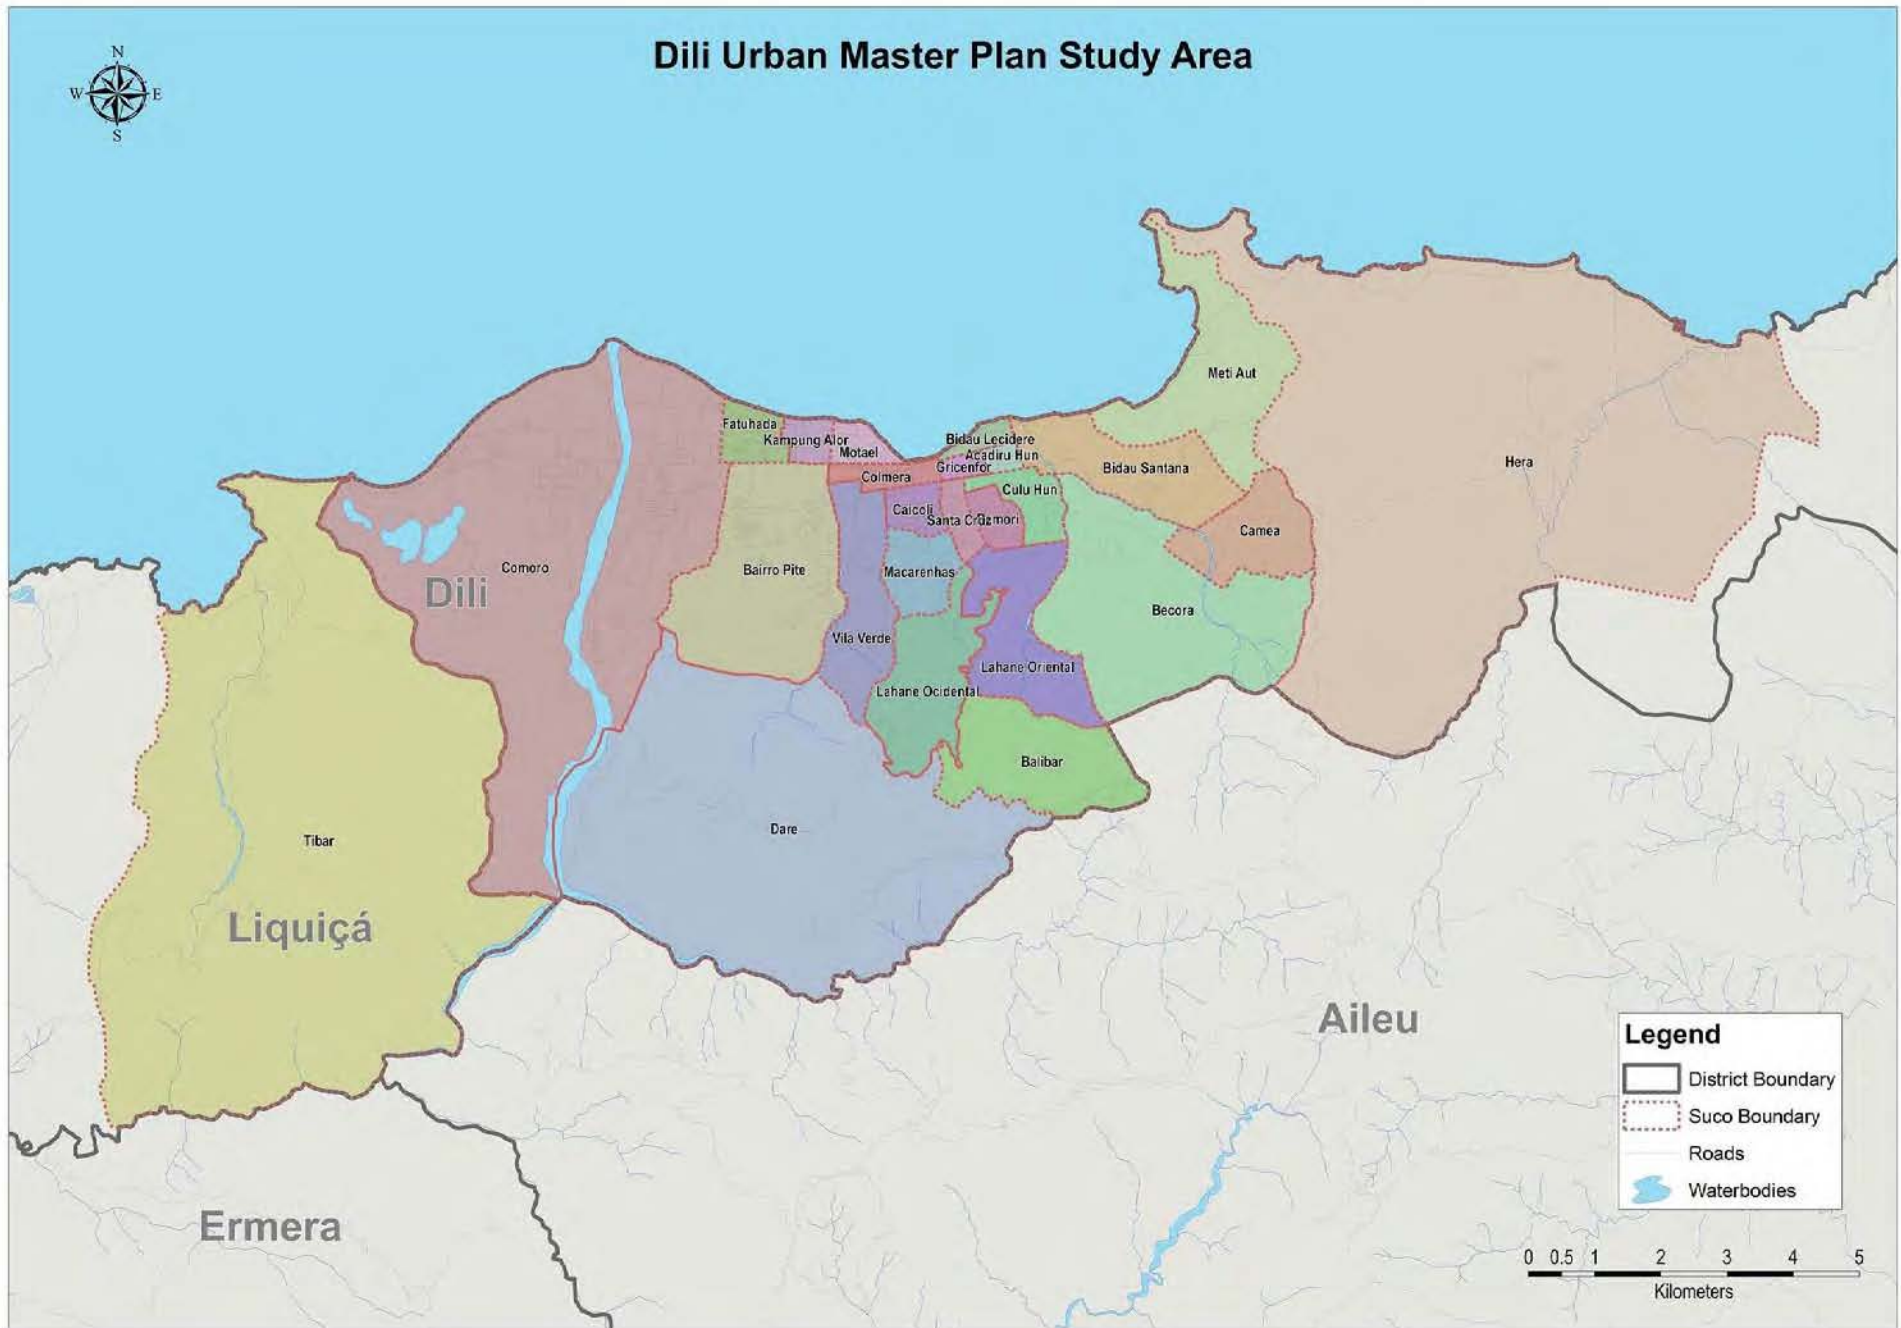 Dili Urban Master Plan Study Area
N
W
E
S
Meti Aut
Fatuhada
Kampung Alor
Motael
Bidau Lecidere
Acadiru Hun
Gricenfor
Bidau Santana
Hera
Colmera
Culu Hun
Caicoli
Santa Cruz
Bemori
Camea
Comoro
Dili
Bairro Pite
Macarenhas
Becora
Vila Verde
Lahane Oriental
Lahane Ocidental
Balibar
Dare
Tibar
Liquiçá
Aileu
Ermera
Legend
District Boundary
Suco Boundary
Roads
Waterbodies
0 0.5 1 2 3 4 5
Kilometers